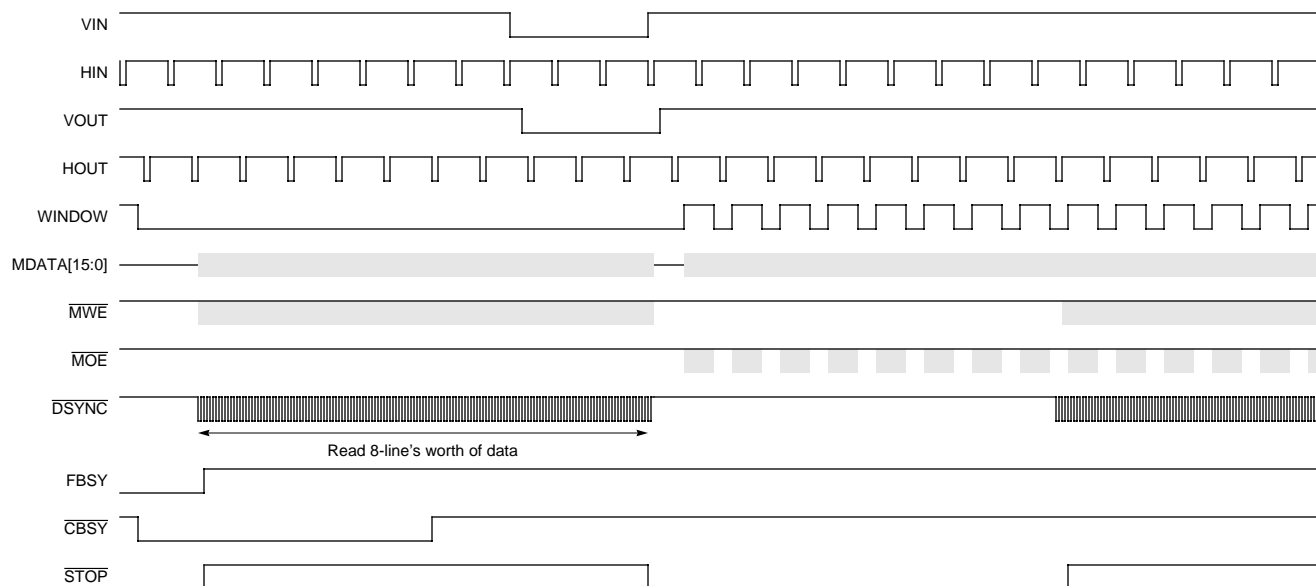 VIN
HIN
VOUT
HOUT
WINDOW
MDATA[15:0]
MWE
MOE
DSYNC
Read 8-line's worth of data
FBSY
CBSY
STOP